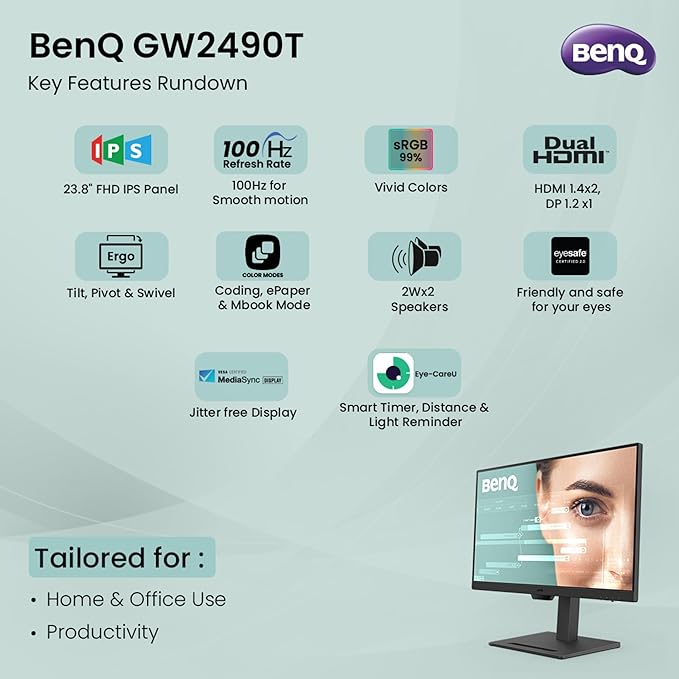 BenQ GW2490T
Key Features Rundown
BenQ
IPS
23.8" FHD IPS Panel
100 Hz
Refresh Rate
100Hz for
Smooth motion
sRGB
99%
Vivid Colors
Dual
HDMI™
HDMI 1.4x2,
DP 1.2 x1
Ergo
Tilt, Pivot & Swivel
COLOR MODES
Coding, ePaper
& Mbook Mode
2Wx2
Speakers
eyesafe
CERTIFIED 2.0
Friendly and safe
for your eyes
VESA CERTIFIED
MediaSync DISPLAY
Jitter free Display
Eye-CareU
Smart Timer, Distance &
Light Reminder
BenQ
Tailored for :
• Home & Office Use
• Productivity